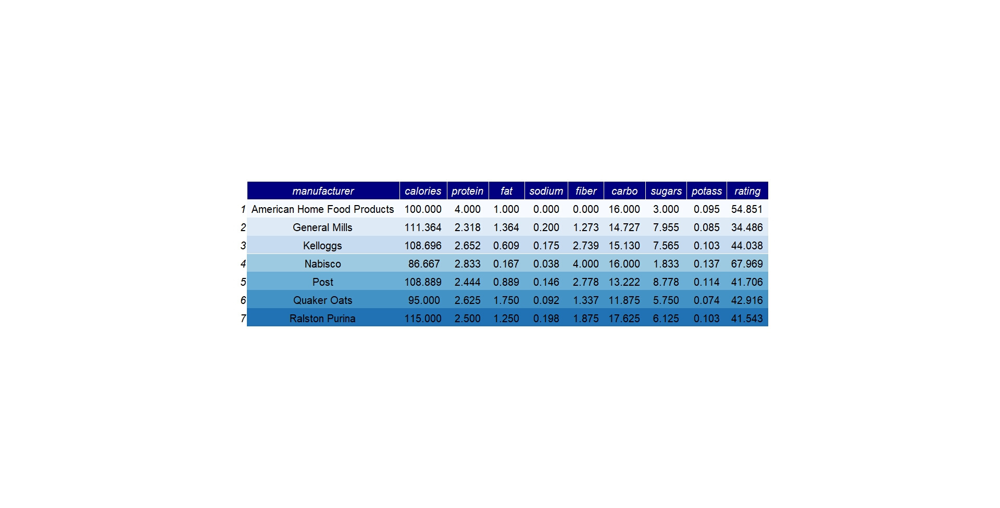 manufacturer calories protein fat sodium fiber carbo sugars potass rating
1 American Home Food Products 100.000 4.000 1.000 0.000 0.000 16.000 3.000 0.095 54.851
2 General Mills 111.364 2.318 1.364 0.200 1.273 14.727 7.955 0.085 34.486
3 Kelloggs 108.696 2.652 0.609 0.175 2.739 15.130 7.565 0.103 44.038
4 Nabisco 86.667 2.833 0.167 0.038 4.000 16.000 1.833 0.137 67.969
5 Post 108.889 2.444 0.889 0.146 2.778 13.222 8.778 0.114 41.706
6 Quaker Oats 95.000 2.625 1.750 0.092 1.337 11.875 5.750 0.074 42.916
7 Ralston Purina 115.000 2.500 1.250 0.198 1.875 17.625 6.125 0.103 41.543